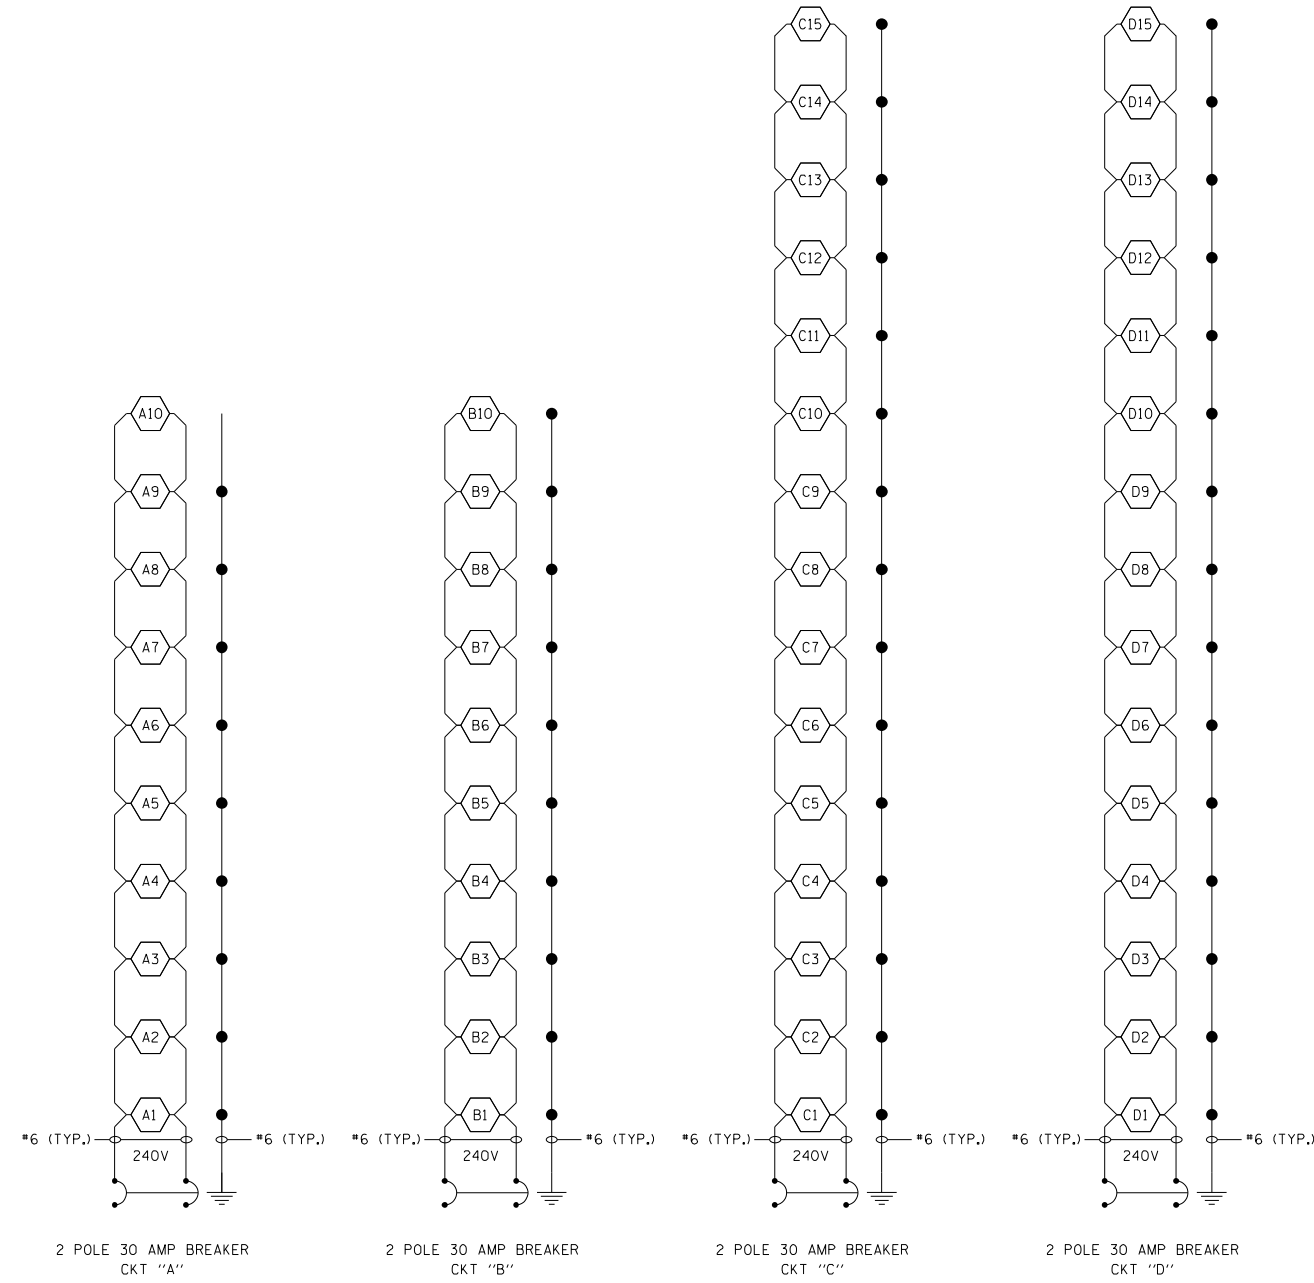 C15 D15
C14 D14
C13 D13
C12 D12
C11 D11
A10 B10 C10 D10
A9 B9 C9 D9
A8 B8 C8 D8
A7 B7 C7 D7
A6 B6 C6 D6
A5 B5 C5 D5
A4 B4 C4 D4
A3 B3 C3 D3
A2 B2 C2 D2
A1 B1 C1 D1
#6 (TYP.) #6 (TYP.) #6 (TYP.) #6 (TYP.) #6 (TYP.) #6 (TYP.) #6 (TYP.) #6 (TYP.)
240V 240V 240V 240V
2 POLE 30 AMP BREAKER 2 POLE 30 AMP BREAKER 2 POLE 30 AMP BREAKER 2 POLE 30 AMP BREAKER
CKT "A" CKT "B" CKT "C" CKT "D"